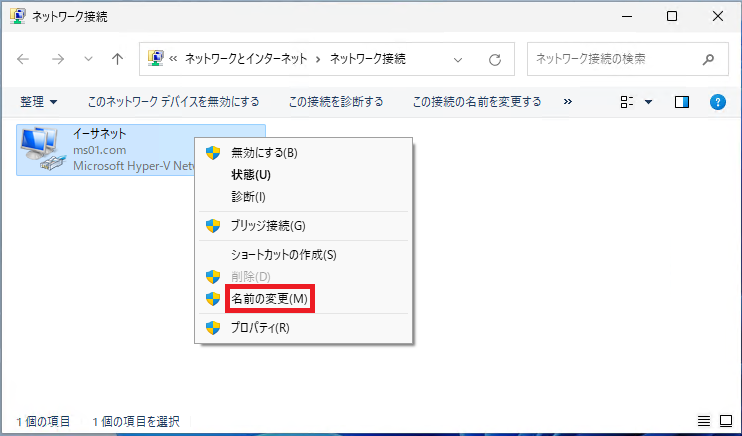 ネットワーク接続
« ネットワークとインターネット › ネットワーク接続
ネットワーク接続の検索
整理 このネットワーク デバイスを無効にする この接続を診断する この接続の名前を変更する »
イーサネット
ms01.com
Microsoft Hyper-V Netw
無効にする(B)
状態(U)
診断(I)
ブリッジ接続(G)
ショートカットの作成(S)
削除(D)
名前の変更(M)
プロパティ(R)
1 個の項目 1 個の項目を選択